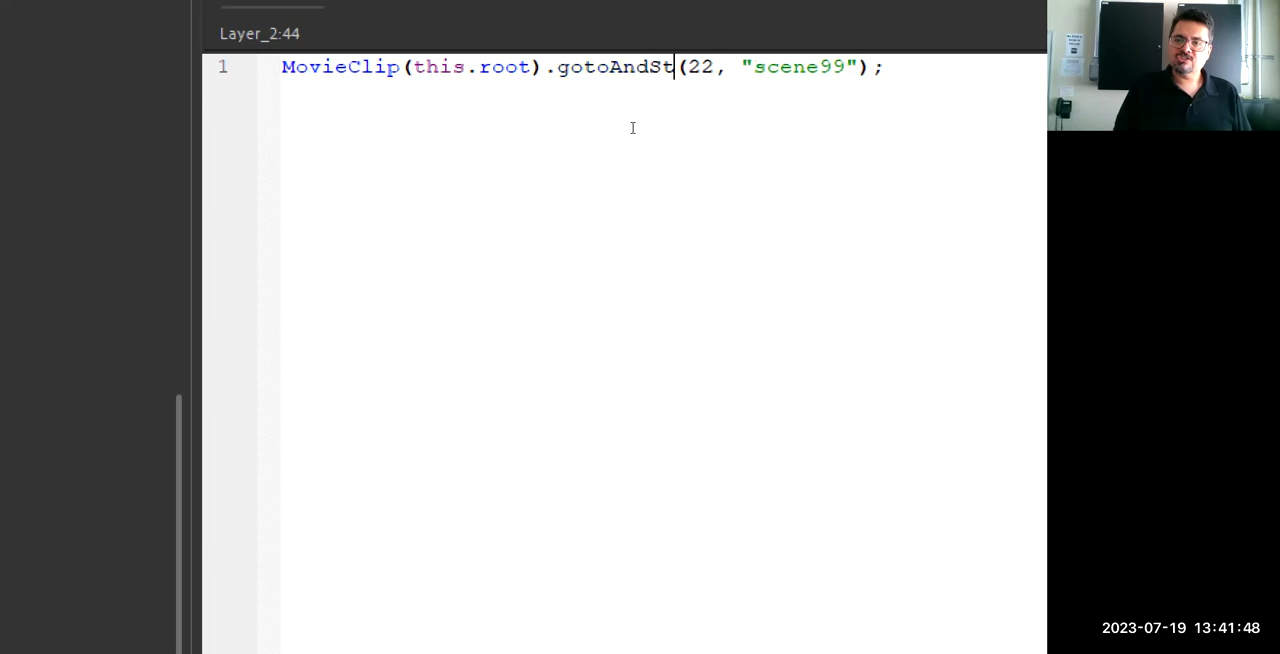 Layer_2:44
1 MovieClip(this.root).gotoAndSt(22, "scene99");
2023-07-19 13:41:48